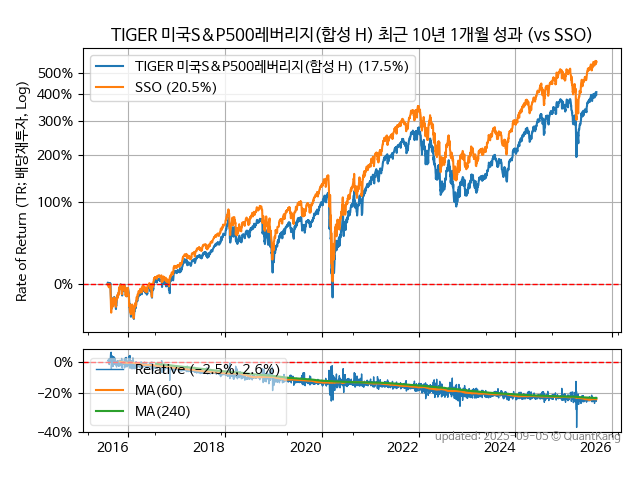 TIGER 미국S&P500레버리지(합성 H) 최근 10년 1개월 성과 (vs SSO)
Rate of Return (TR: 배당재투자, Log)
500%
400%
300%
200%
100%
0%
TIGER 미국S&P500레버리지(합성 H) (17.5%)
SSO (20.5%)
0%
−20%
−40%
Relative (−2.5%, 2.6%)
MA(60)
MA(240)
2016 2018 2020 2022 2024 2026
updated: 2025-09-05 © QuantKang